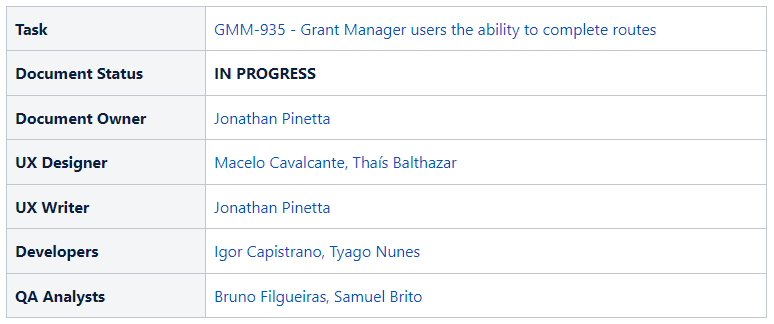 Task GMM-935 - Grant Manager users the ability to complete routes
Document Status IN PROGRESS
Document Owner Jonathan Pinetta
UX Designer Macelo Cavalcante, Thaís Balthazar
UX Writer Jonathan Pinetta
Developers Igor Capistrano, Tyago Nunes
QA Analysts Bruno Filgueiras, Samuel Brito